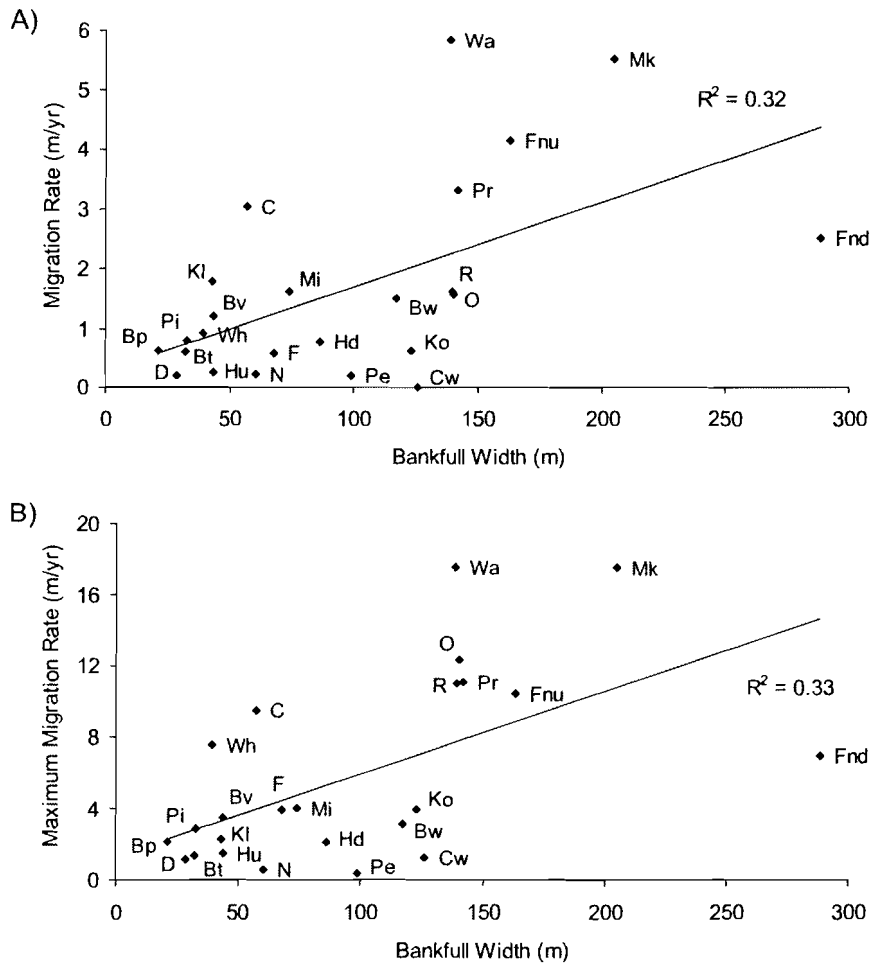 A)
Migration Rate (m/yr)
6
5
4
3
2
1
0
Wa
Mk
R² = 0.32
Fnu
Pr
C
Fnd
Kl
Mi
R
Bv
Bw
O
Pi
Wh
Bp
Bt
F
Hd
Ko
D
Hu
N
Pe
Cw
0 50 100 150 200 250 300
Bankfull Width (m)
B)
Maximum Migration Rate (m/yr)
20
16
12
8
4
0
Wa
Mk
O
R
Pr
Fnu
R² = 0.33
C
Wh
Fnd
F
Bv
Mi
Ko
Pi
Kl
Bw
Bp
Hu
Hd
Cw
D
Bt
N
Pe
0 50 100 150 200 250 300
Bankfull Width (m)